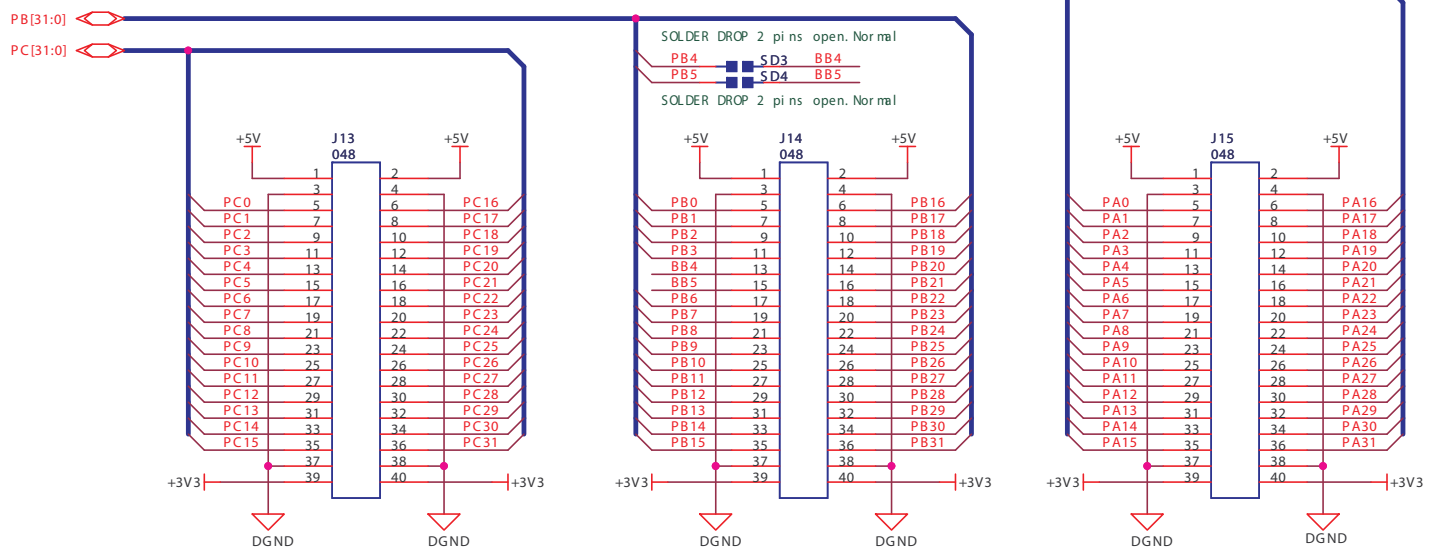 PB[31:0]
PC[31:0]
SOLDER DROP 2 pins open. Normal
PB4 SD3 BB4
PB5 SD4 BB5
SOLDER DROP 2 pins open. Normal
+5V J13 +5V
048
1 2
3 4
PC0 5 6 PC16
PC1 7 8 PC17
PC2 9 10 PC18
PC3 11 12 PC19
PC4 13 14 PC20
PC5 15 16 PC21
PC6 17 18 PC22
PC7 19 20 PC23
PC8 21 22 PC24
PC9 23 24 PC25
PC10 25 26 PC26
PC11 27 28 PC27
PC12 29 30 PC28
PC13 31 32 PC29
PC14 33 34 PC30
PC15 35 36 PC31
37 38
+3V3 39 40 +3V3
DGND DGND
+5V J14 +5V
048
1 2
3 4
PB0 5 6 PB16
PB1 7 8 PB17
PB2 9 10 PB18
PB3 11 12 PB19
BB4 13 14 PB20
BB5 15 16 PB21
PB6 17 18 PB22
PB7 19 20 PB23
PB8 21 22 PB24
PB9 23 24 PB25
PB10 25 26 PB26
PB11 27 28 PB27
PB12 29 30 PB28
PB13 31 32 PB29
PB14 33 34 PB30
PB15 35 36 PB31
37 38
+3V3 39 40 +3V3
DGND DGND
+5V J15 +5V
048
1 2
3 4
PA0 5 6 PA16
PA1 7 8 PA17
PA2 9 10 PA18
PA3 11 12 PA19
PA4 13 14 PA20
PA5 15 16 PA21
PA6 17 18 PA22
PA7 19 20 PA23
PA8 21 22 PA24
PA9 23 24 PA25
PA10 25 26 PA26
PA11 27 28 PA27
PA12 29 30 PA28
PA13 31 32 PA29
PA14 33 34 PA30
PA15 35 36 PA31
37 38
+3V3 39 40 +3V3
DGND DGND